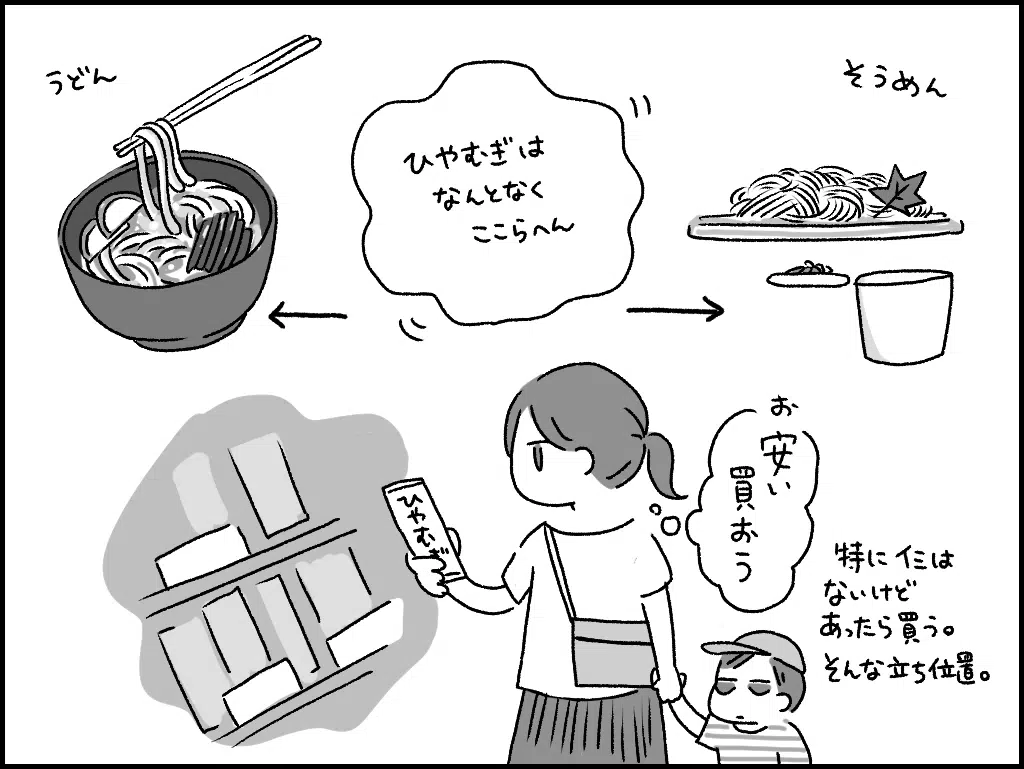 うどん
ひやむぎは
なんとなく
ここらへん
そうめん
ひやむぎ
お
安い
買おう
特に仁は
ないけど
あったら買う。
そんな立ち位置。